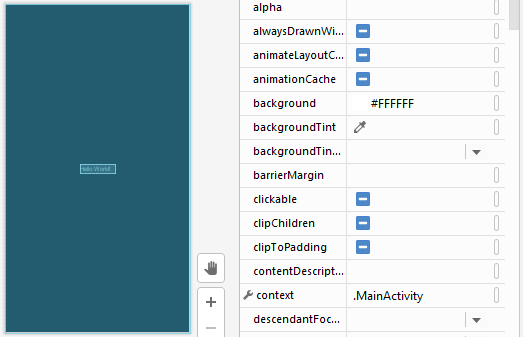 Hello World!
alpha
alwaysDrawnWi...
animateLayoutC...
animationCache
background #FFFFFF
backgroundTint
backgroundTin...
barrierMargin
clickable
clipChildren
clipToPadding
contentDescript...
context .MainActivity
descendantFoc...